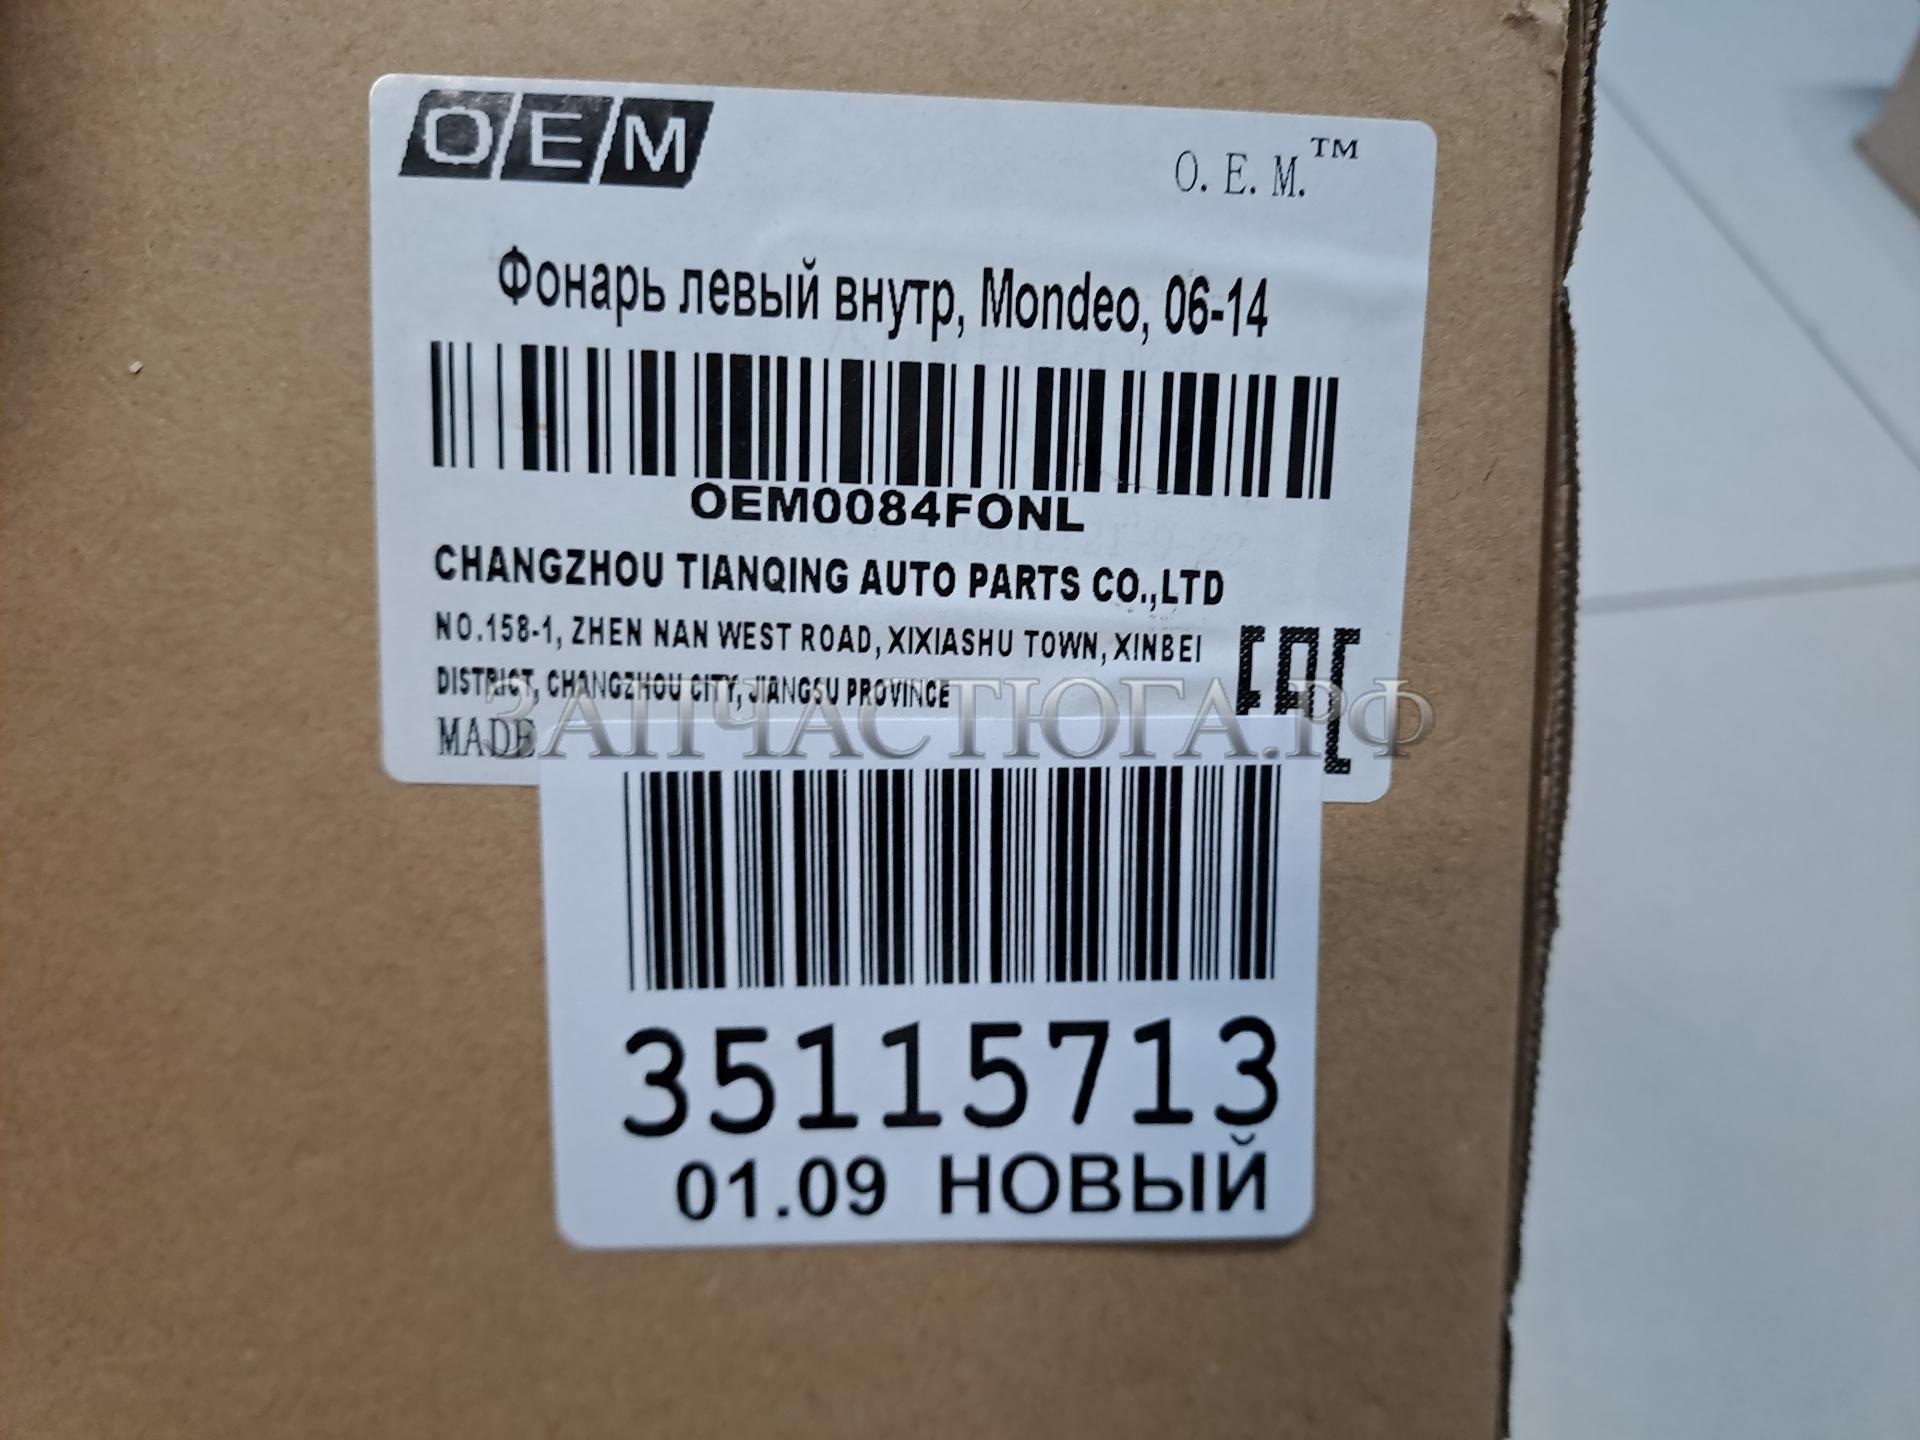 OEM
O.E.M.™
Фонарь левый внутр, Mondeo, 06-14
OEM0084FONL
CHANGZHOU TIANQING AUTO PARTS CO.,LTD
NO.158-1, ZHEN NAN WEST ROAD, XIXIASHU TOWN, XINBEI
DISTRICT, CHANGZHOU CITY, JIANGSU PROVINCE
EAC
ЗАПЧАСТЮГА.РФ
MADE
35115713
01.09 НОВЫЙ